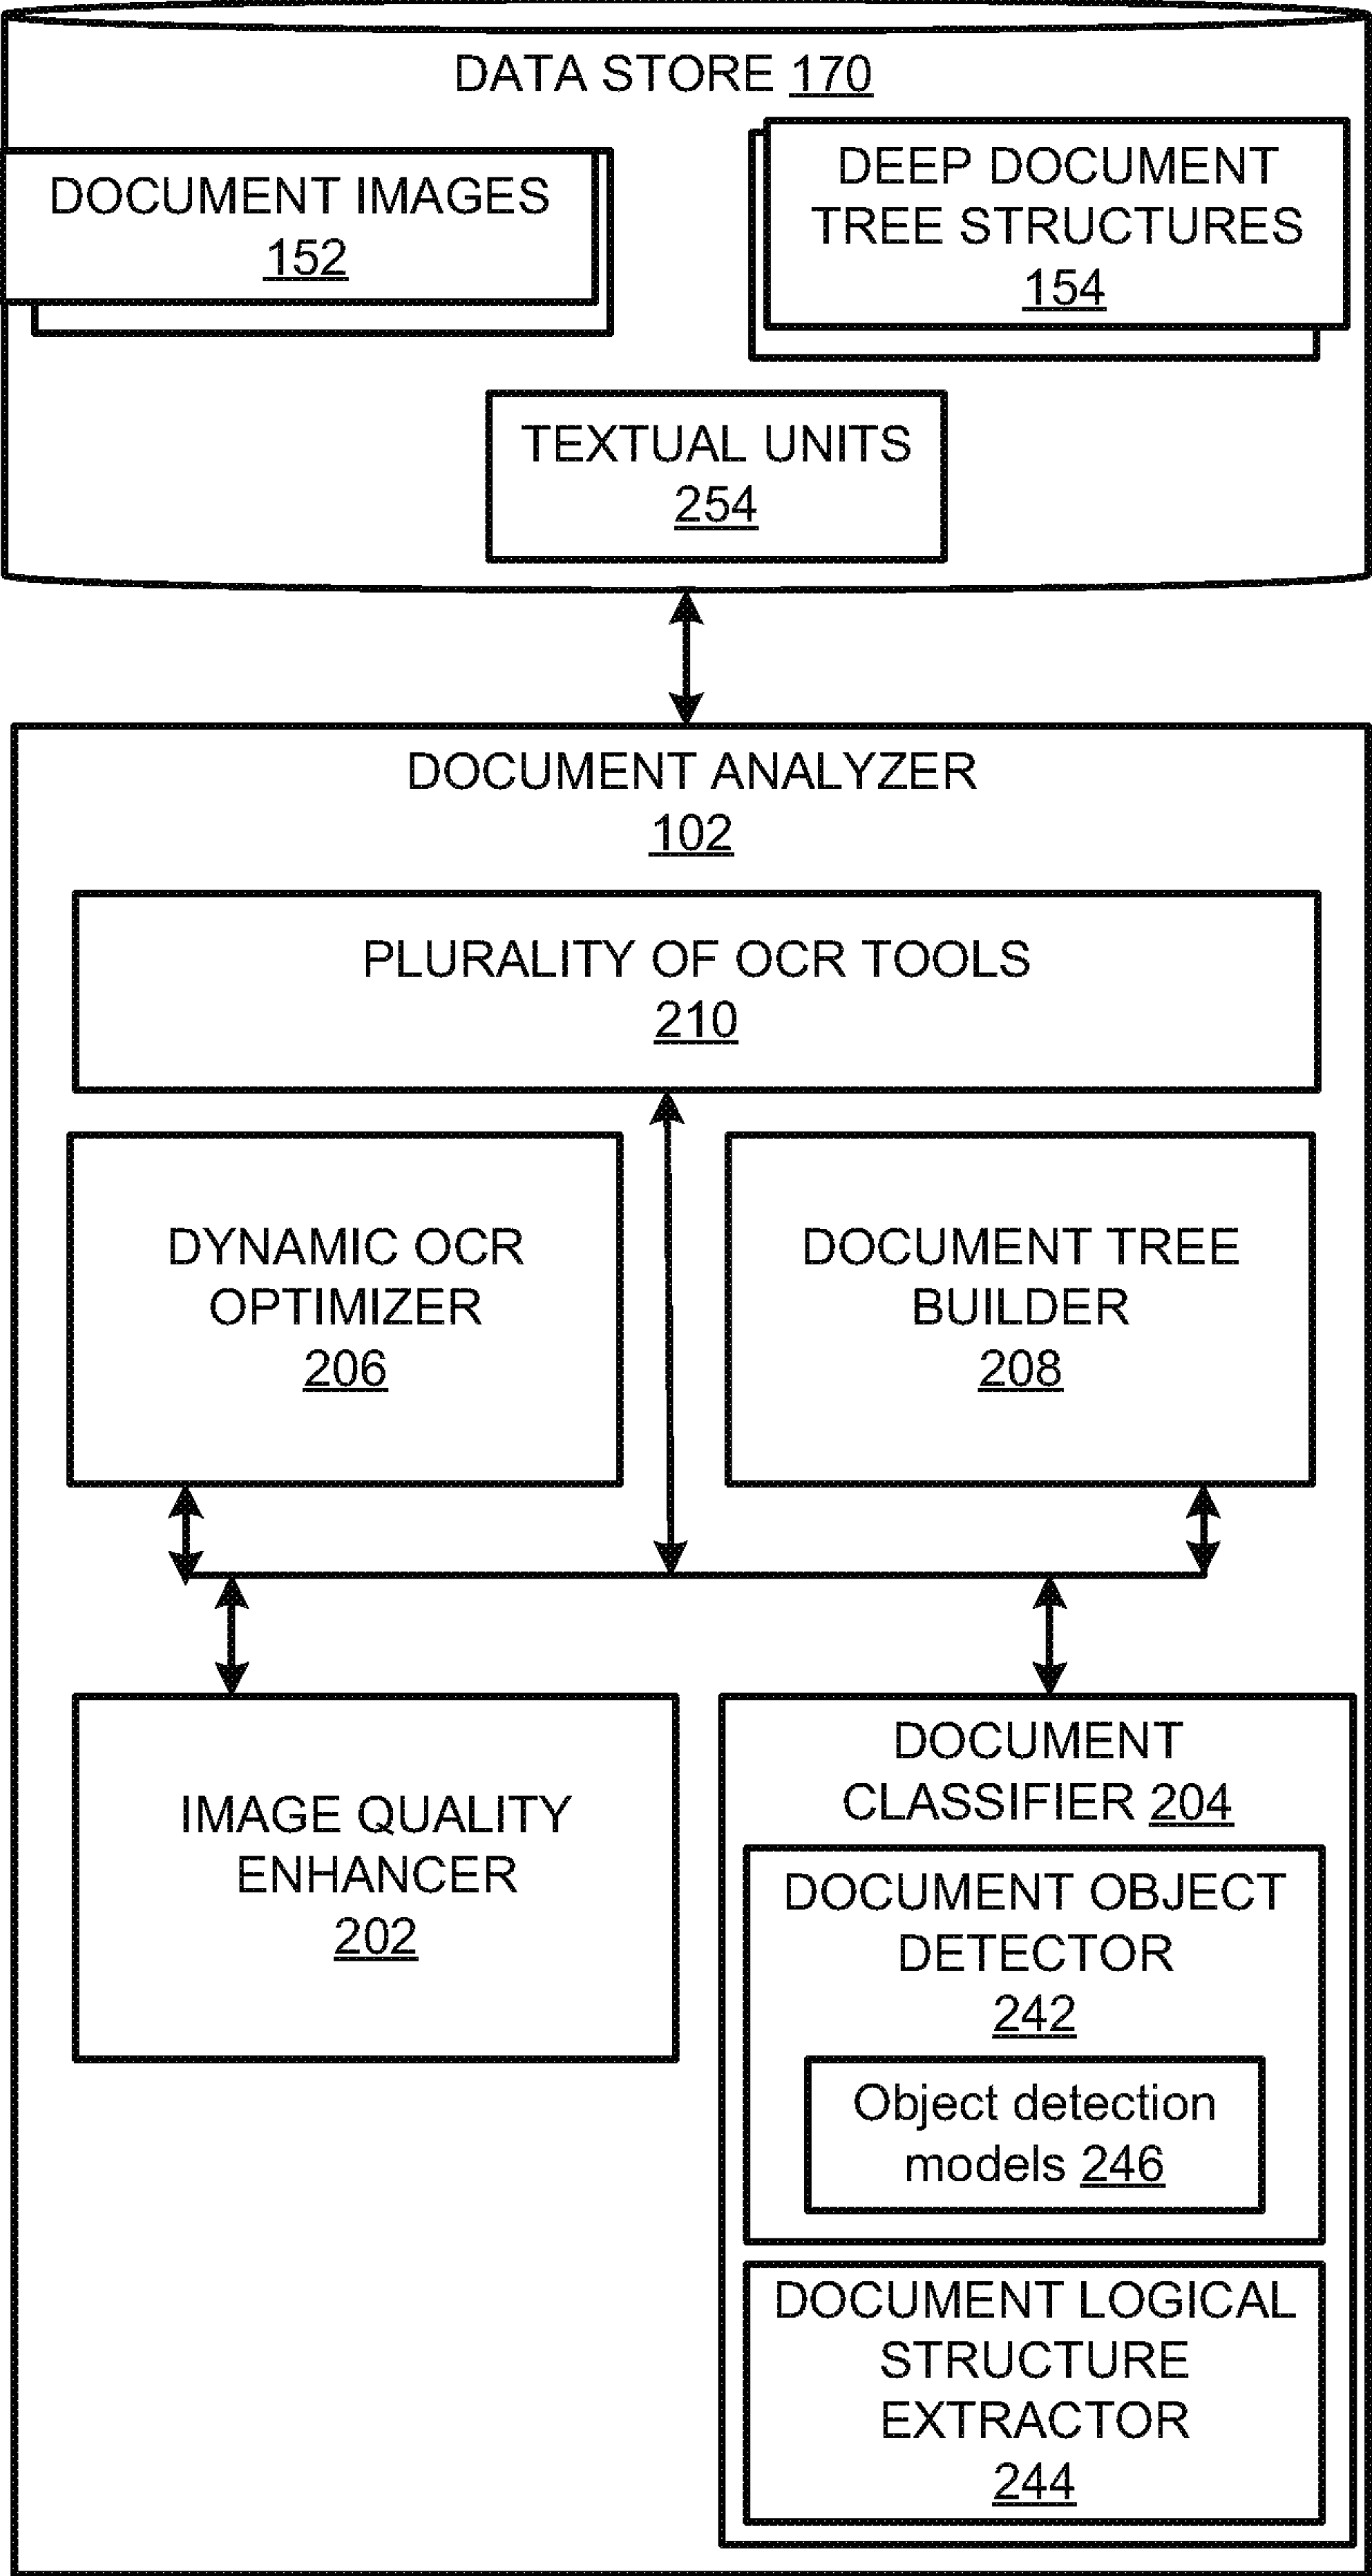 DATA STORE 170
DOCUMENT IMAGES
152
DEEP DOCUMENT
TREE STRUCTURES
154
TEXTUAL UNITS
254
DOCUMENT ANALYZER
102
PLURALITY OF OCR TOOLS
210
DYNAMIC OCR
OPTIMIZER
206
DOCUMENT TREE
BUILDER
208
IMAGE QUALITY
ENHANCER
202
DOCUMENT
CLASSIFIER 204
DOCUMENT OBJECT
DETECTOR
242
Object detection
models 246
DOCUMENT LOGICAL
STRUCTURE
EXTRACTOR
244